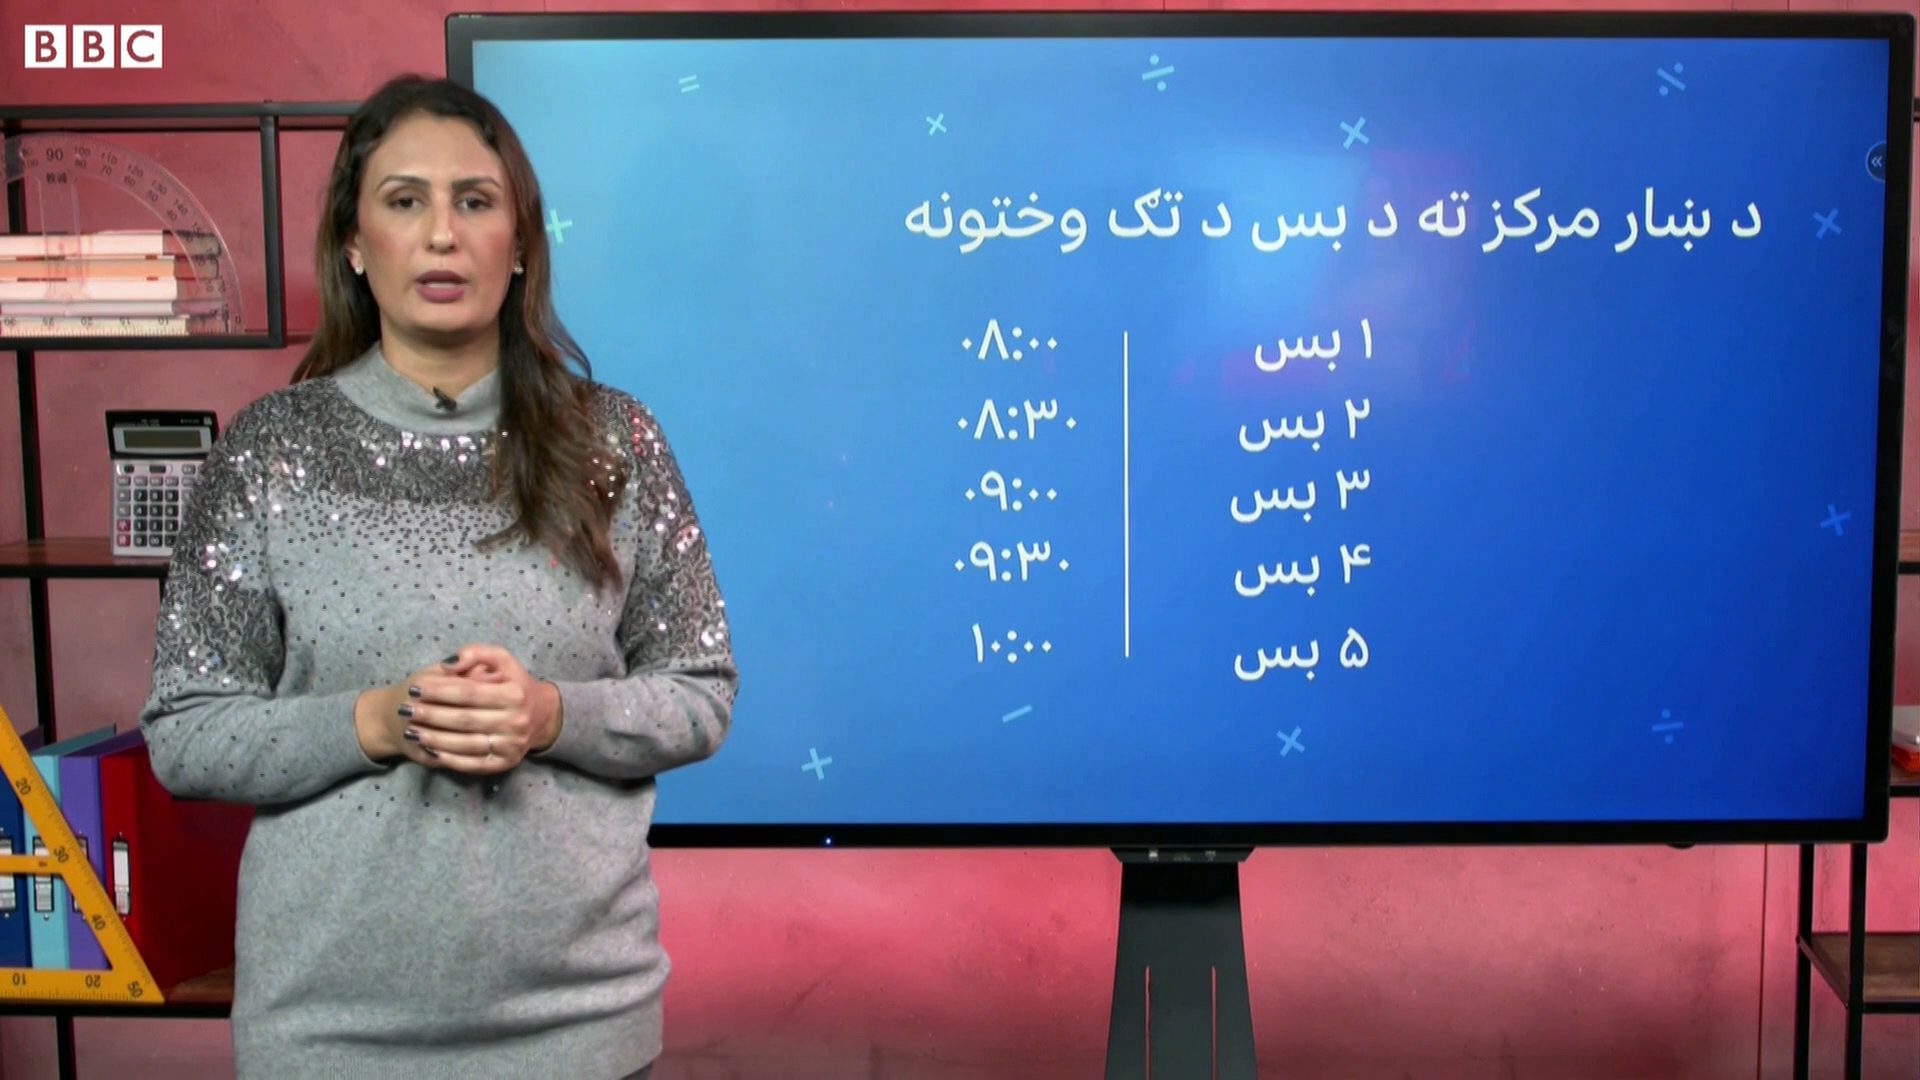 BBC
د ښار مرکز ته د بس د تګ وختونه
۱ بس ۰۸:۰۰
۲ بس ۰۸:۳۰
۳ بس ۰۹:۰۰
۴ بس ۰۹:۳۰
۵ بس ۱۰:۰۰